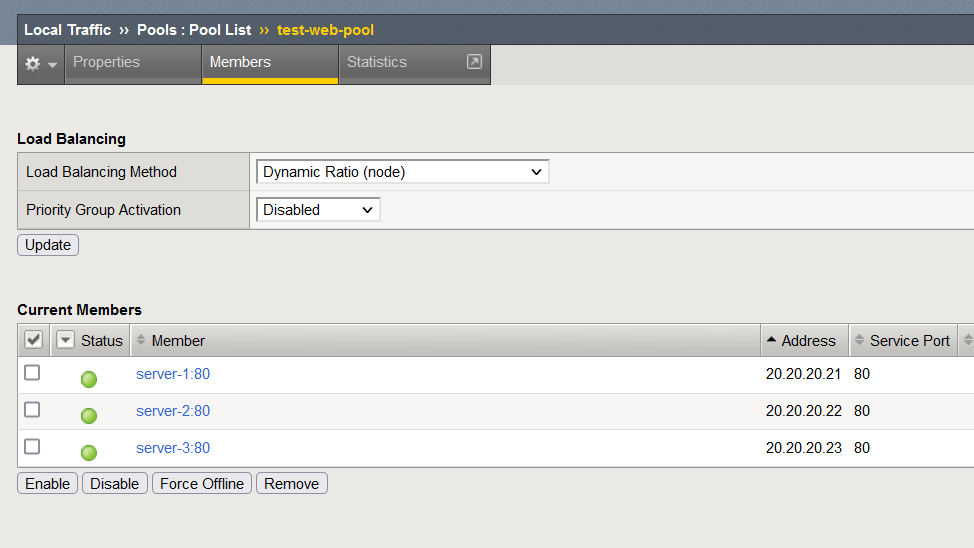 Local Traffic ›› Pools : Pool List ›› test-web-pool
Properties Members Statistics
Load Balancing
Load Balancing Method Dynamic Ratio (node)
Priority Group Activation Disabled
Update
Current Members
Status Member Address Service Port
server-1:80 20.20.20.21 80
server-2:80 20.20.20.22 80
server-3:80 20.20.20.23 80
Enable Disable Force Offline Remove